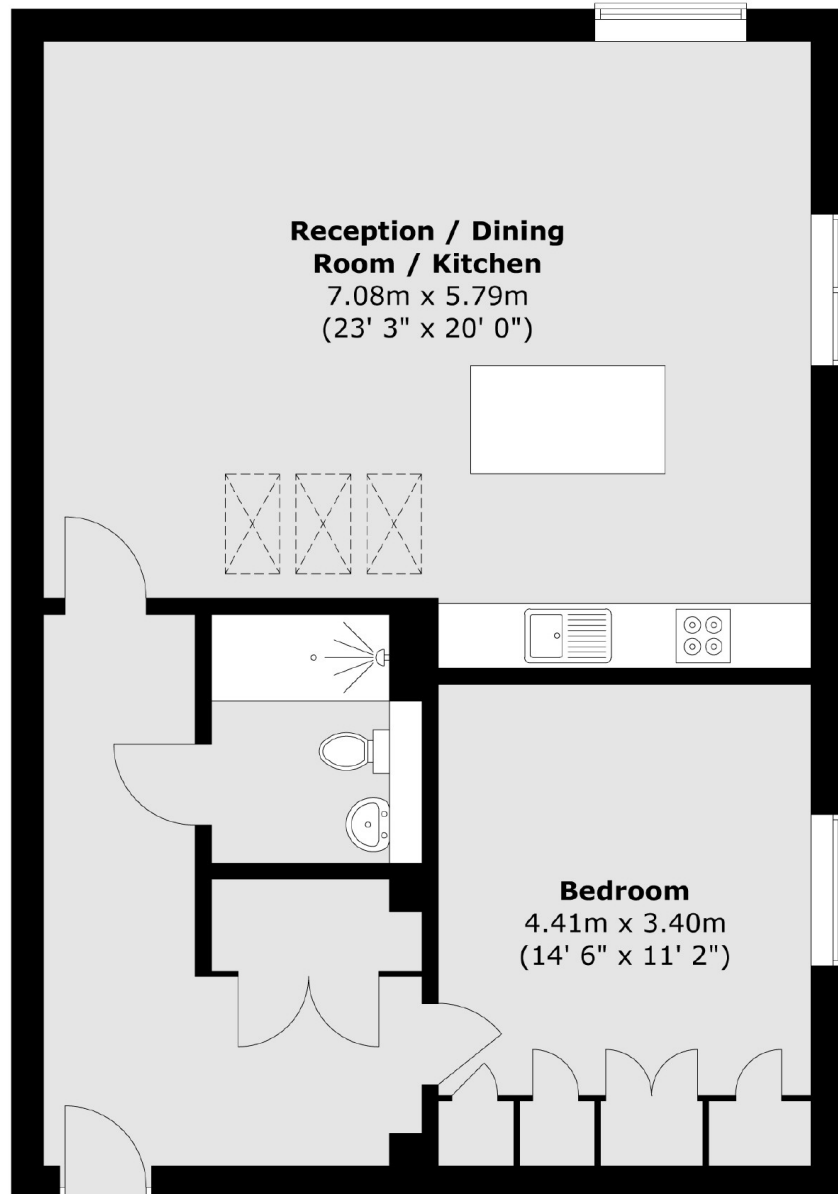 Reception / Dining
Room / Kitchen
7.08m x 5.79m
(23' 3" x 20' 0")
Bedroom
4.41m x 3.40m
(14' 6" x 11' 2")